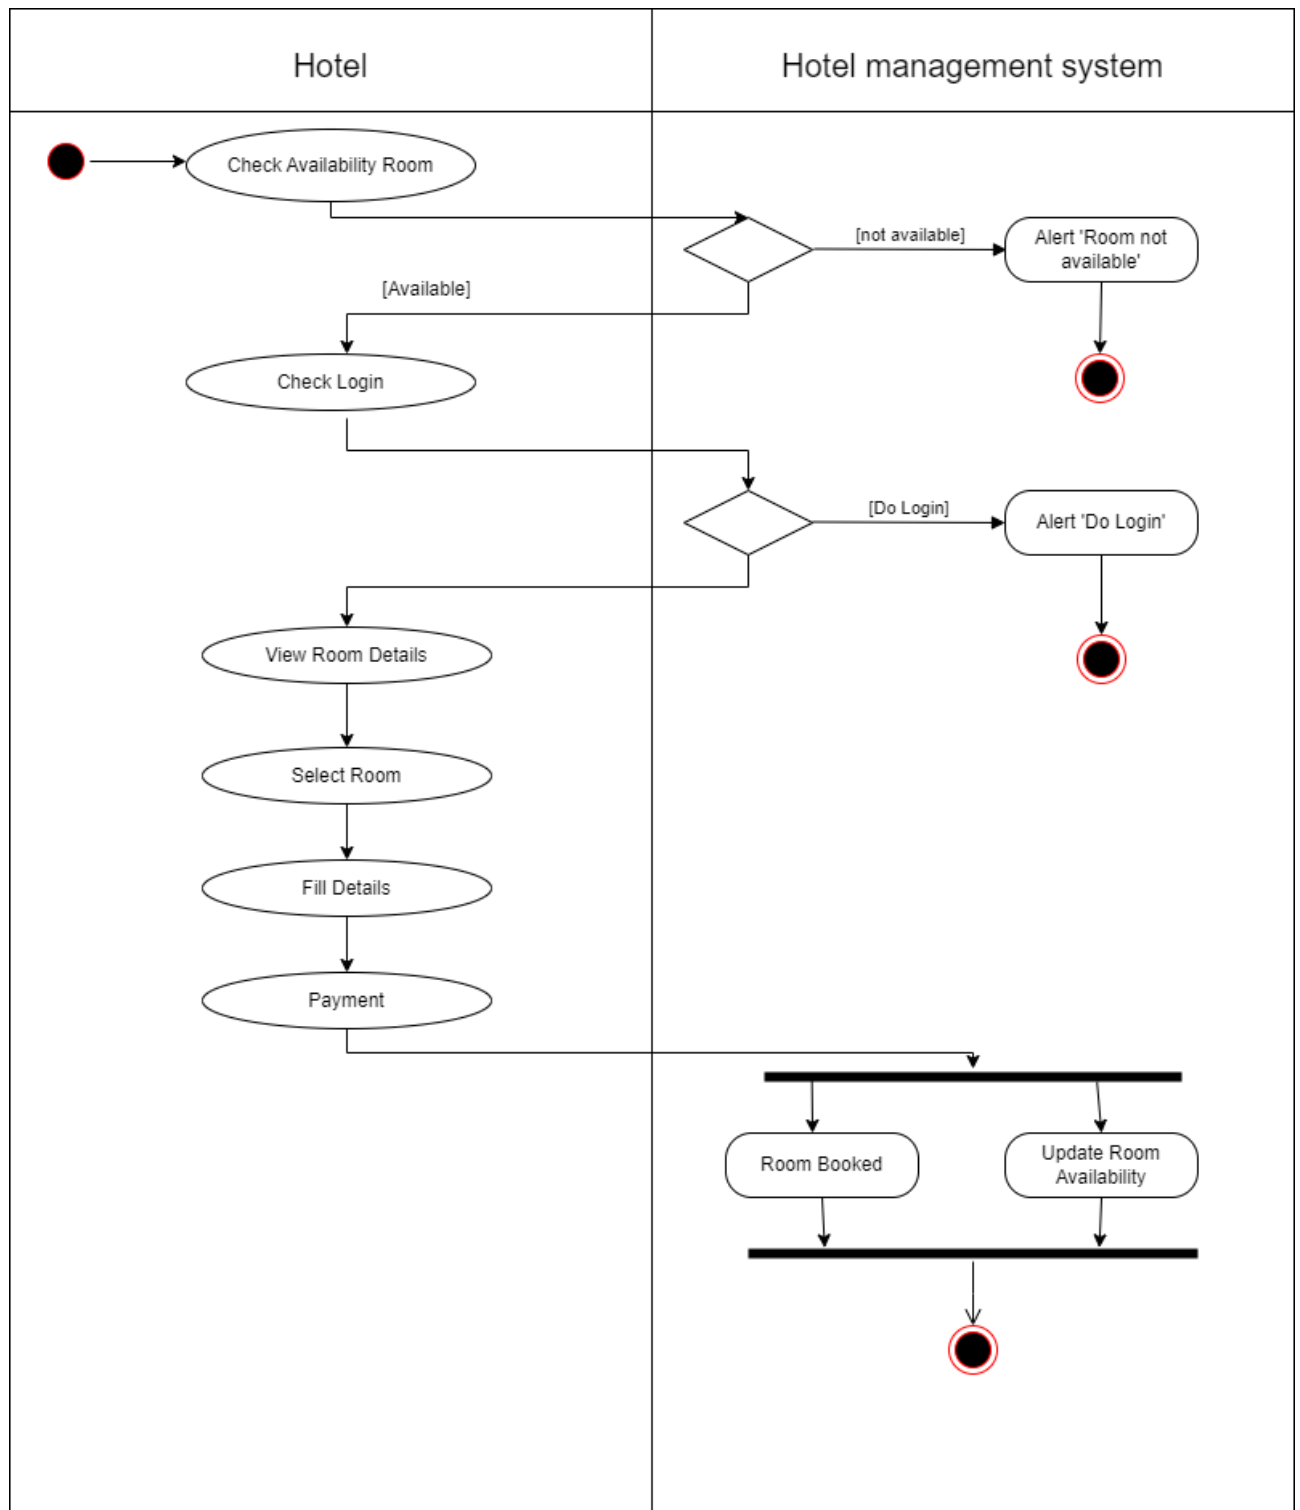 Hotel
Hotel management system
Check Availability Room
[not available]
Alert 'Room not
available'
[Available]
Check Login
[Do Login]
Alert 'Do Login'
View Room Details
Select Room
Fill Details
Payment
Room Booked
Update Room
Availability